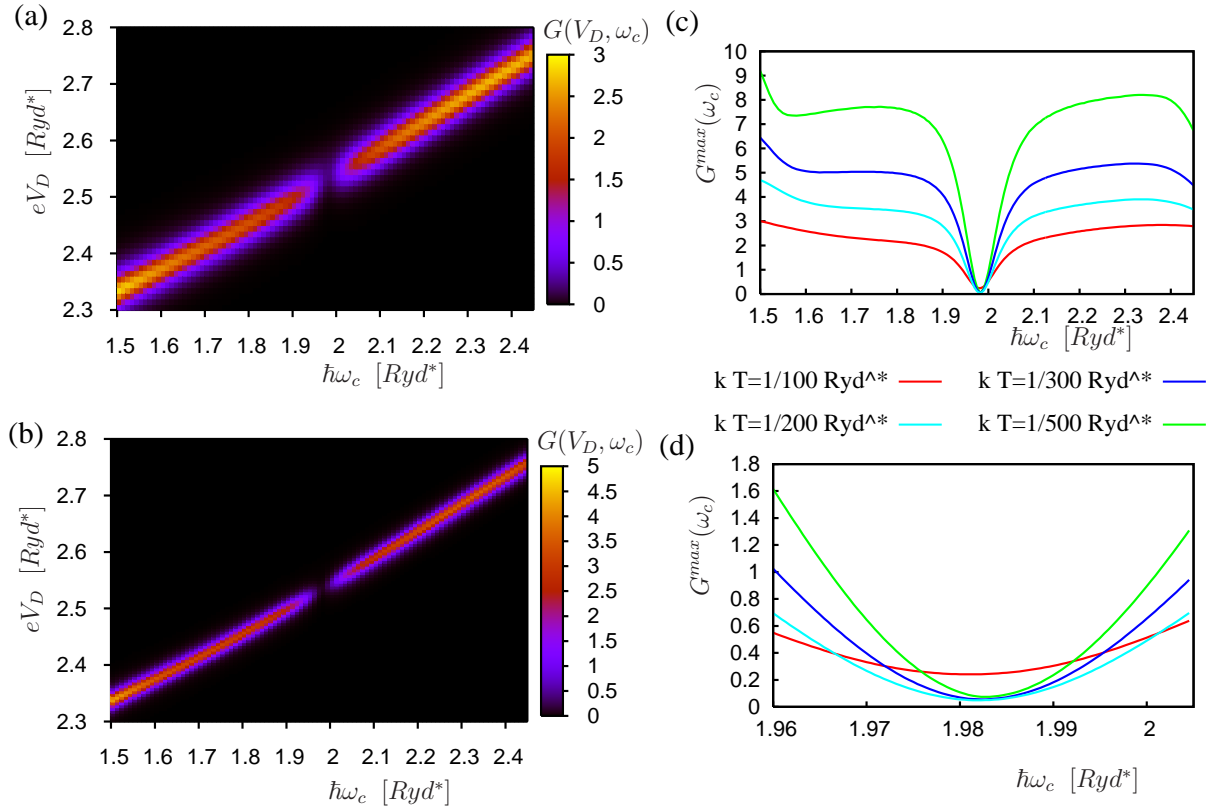 (a)
G(V_D, ω_c)
2.8
2.7
2.6
2.5
2.4
2.3
eV_D [Ryd*]
3
2.5
2
1.5
1
0.5
0
1.5 1.6 1.7 1.8 1.9 2 2.1 2.2 2.3 2.4
ħω_c [Ryd*]
(b)
G(V_D, ω_c)
2.8
2.7
2.6
2.5
2.4
2.3
eV_D [Ryd*]
5
4.5
4
3.5
3
2.5
2
1.5
1
0.5
0
1.5 1.6 1.7 1.8 1.9 2 2.1 2.2 2.3 2.4
ħω_c [Ryd*]
(c)
10
9
8
7
6
5
4
3
2
1
0
G^{max}(ω_c)
1.5 1.6 1.7 1.8 1.9 2 2.1 2.2 2.3 2.4
ħω_c [Ryd*]
k T=1/100 Ryd^* k T=1/300 Ryd^*
k T=1/200 Ryd^* k T=1/500 Ryd^*
(d)
1.8
1.6
1.4
1.2
1
0.8
0.6
0.4
0.2
0
G^{max}(ω_c)
1.96 1.97 1.98 1.99 2
ħω_c [Ryd*]